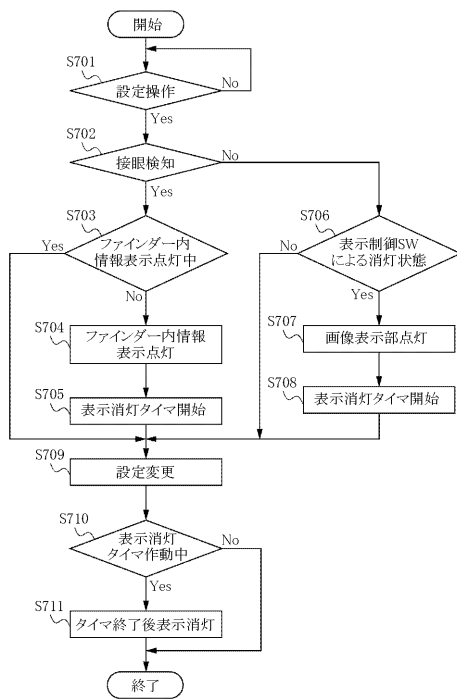 開始
S701
設定操作
No
Yes
S702
接眼検知
No
Yes
S703
ファインダー内
情報表示点灯中
Yes
No
S706
表示制御SW
による消灯状態
No
Yes
S704
ファインダー内情報
表示点灯
S707
画像表示部点灯
S705
表示消灯タイマ開始
S708
表示消灯タイマ開始
S709
設定変更
S710
表示消灯
タイマ作動中
No
Yes
S711
タイマ終了後表示消灯
終了